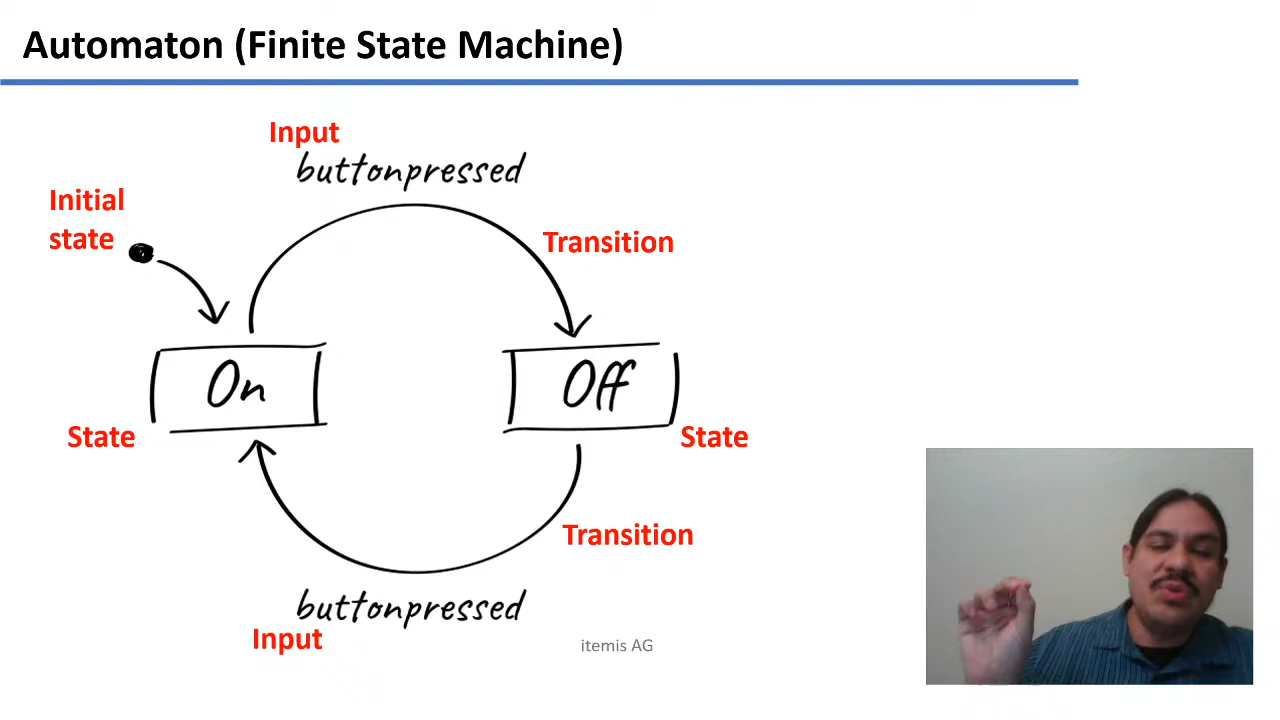 Automaton (Finite State Machine)
Input
buttonpressed
Initial
state
Transition
On
Off
State
State
Transition
buttonpressed
Input
itemis AG